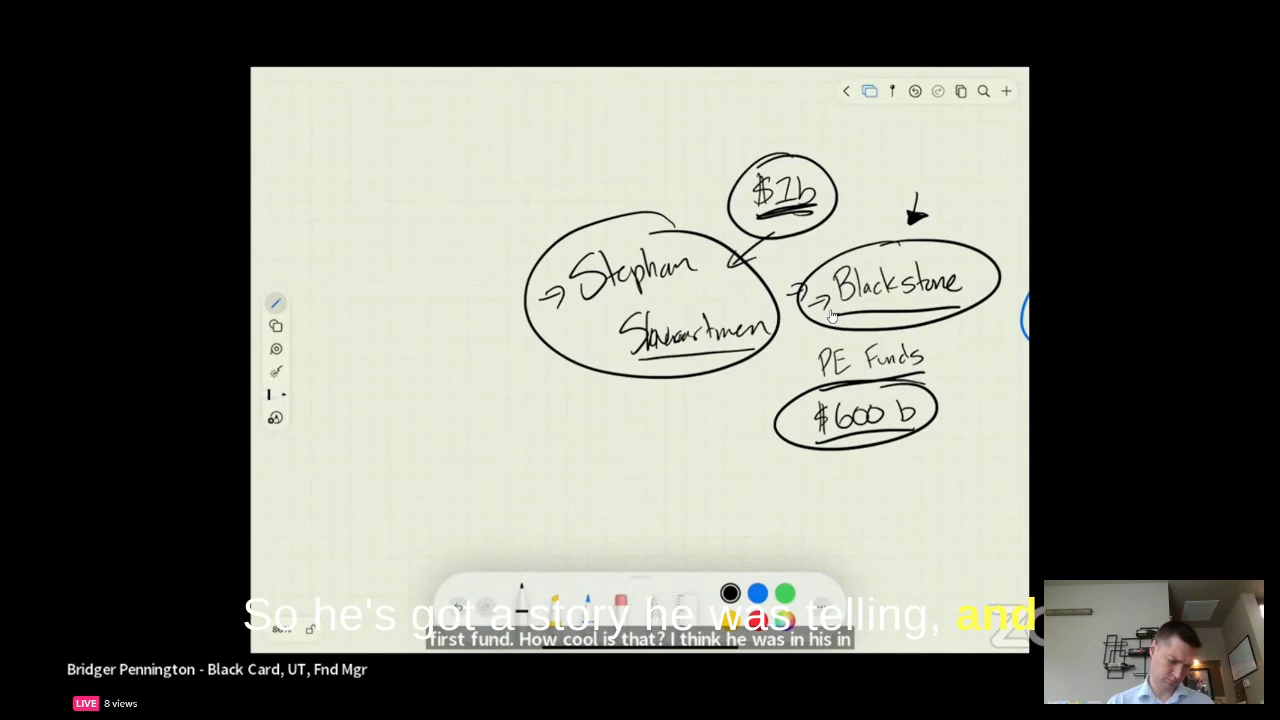 $1b
Stephan
Blackstone
PE Funds
$600 b
So he's got a story he was telling, and
first fund. How cool is that? I think he was in his in
Bridger Pennington - Black Card, UT, Fnd Mgr
LIVE 8 views